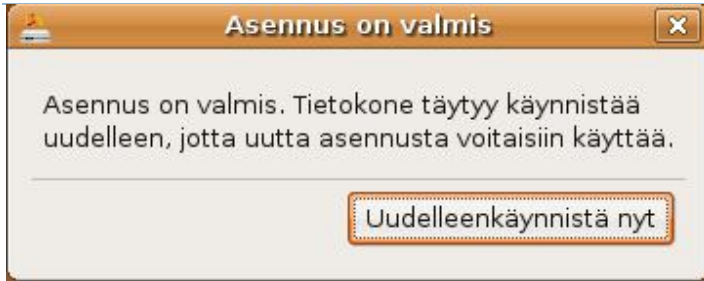 Asennus on valmis
Asennus on valmis. Tietokone täytyy käynnistää
uudelleen, jotta uutta asennusta voitaisiin käyttää.
Uudelleenkäynnistä nyt